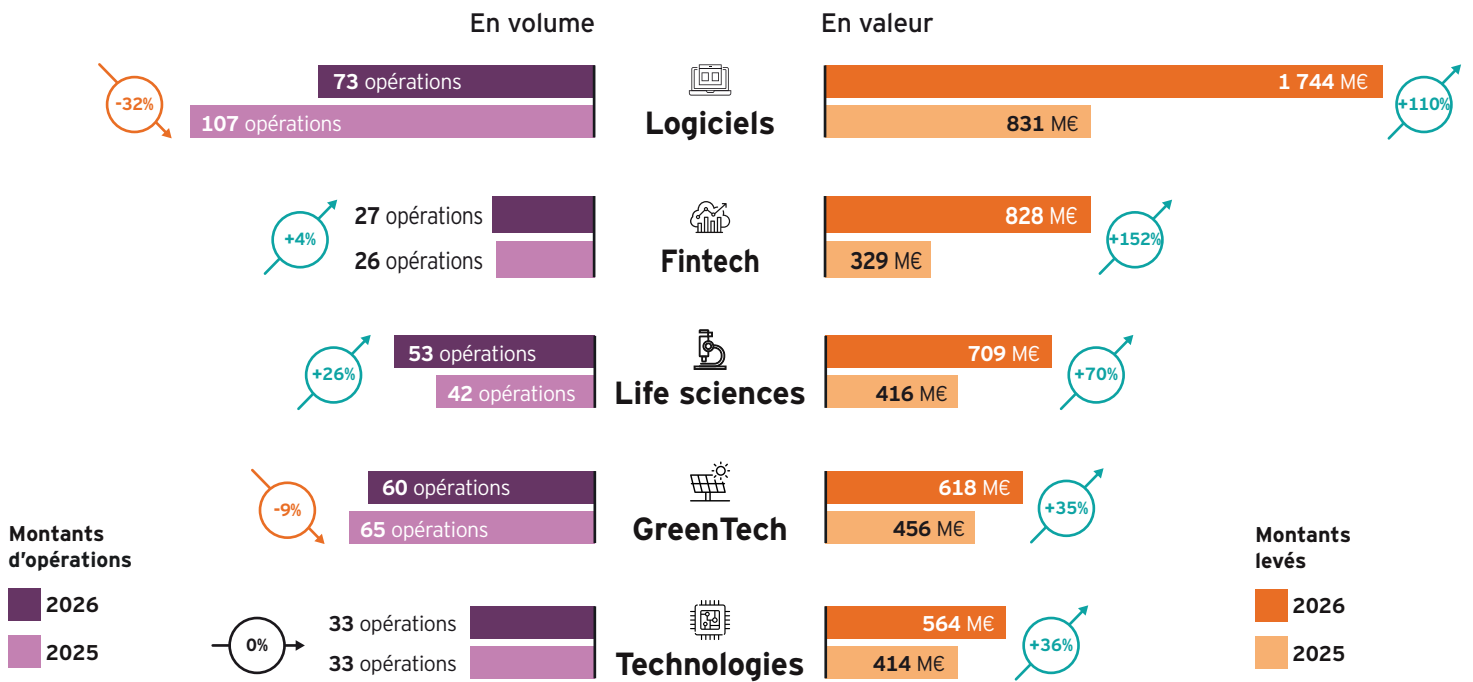 En volume
En valeur
-32%
73 opérations
107 opérations
Logiciels
1 744 M€
831 M€
+110%
+4%
27 opérations
26 opérations
Fintech
828 M€
329 M€
+152%
+26%
53 opérations
42 opérations
Life sciences
709 M€
416 M€
+70%
-9%
60 opérations
65 opérations
GreenTech
618 M€
456 M€
+35%
0%
33 opérations
33 opérations
Technologies
564 M€
414 M€
+36%
Montants
d'opérations
2026
2025
Montants
levés
2026
2025